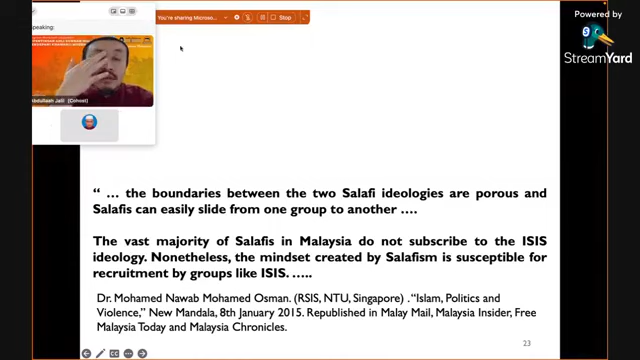 peaking:
You're sharing Microso...
Stop
Powered by
StreamYard
Abdullaah Jalil (Cohost)
“ … the boundaries between the two Salafi ideologies are porous and
Salafis can easily slide from one group to another ….
The vast majority of Salafis in Malaysia do not subscribe to the ISIS
ideology. Nonetheless, the mindset created by Salafism is susceptible for
recruitment by groups like ISIS. …..
Dr. Mohamed Nawab Mohamed Osman. (RSIS, NTU, Singapore) . “Islam, Politics and
Violence,” New Mandala, 8th January 2015. Republished in Malay Mail, Malaysia Insider, Free
Malaysia Today and Malaysia Chronicles.
23